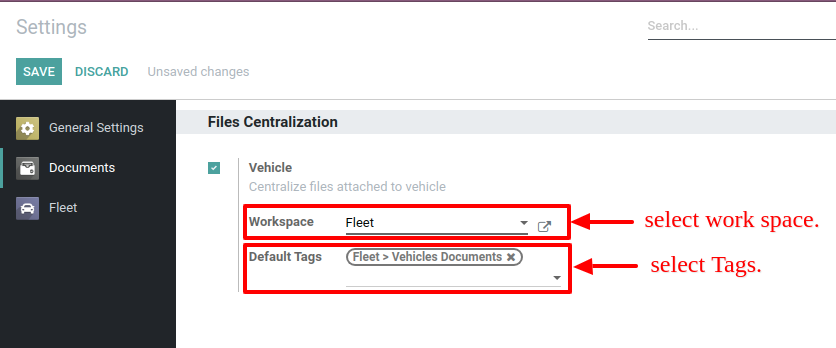 Settings
Search...
SAVE DISCARD Unsaved changes
General Settings
Documents
Fleet
Files Centralization
Vehicle
Centralize files attached to vehicle
Workspace Fleet
select work space.
Default Tags Fleet > Vehicles Documents ✖
select Tags.